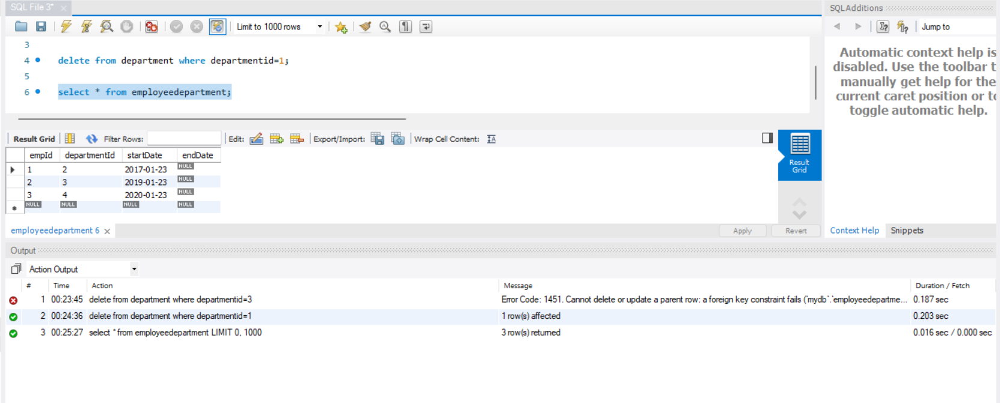 SQL File 3* ×
SQLAdditions
Limit to 1000 rows
Jump to
3
4 delete from department where departmentid=1;
5
6 select * from employeedepartment;
Automatic context help is
disabled. Use the toolbar t
manually get help for the
current caret position or to
toggle automatic help.
Result Grid Filter Rows: Edit: Export/Import: Wrap Cell Content:
Result
Grid
empId departmentId startDate endDate
1 2 2017-01-23 NULL
2 3 2019-01-23 NULL
3 4 2020-01-23 NULL
NULL NULL NULL NULL
employeedepartment 6 ×
Apply Revert
Context Help Snippets
Output
Action Output
# Time Action Message Duration / Fetch
1 00:23:45 delete from department where departmentid=3 Error Code: 1451. Cannot delete or update a parent row: a foreign key constraint fails (`mydb`.`employeedepartme... 0.187 sec
2 00:24:36 delete from department where departmentid=1 1 row(s) affected 0.203 sec
3 00:25:27 select * from employeedepartment LIMIT 0, 1000 3 row(s) returned 0.016 sec / 0.000 sec